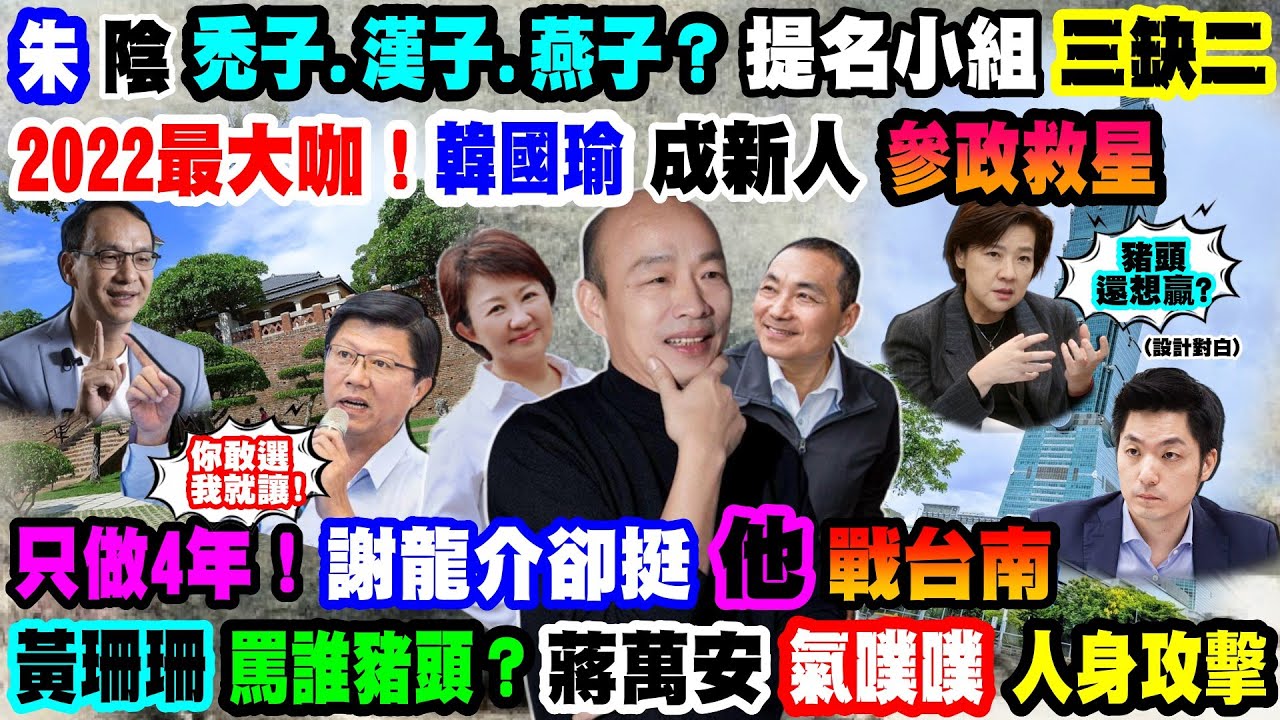 朱 陰 禿子.漢子.燕子？提名小組 三缺二
2022最大咖！韓國瑜 成新人 參政救星
豬頭
還想贏?
(設計對白)
你敢選
我就讓!
只做4年！謝龍介卻挺 他 戰台南
黃珊珊 罵誰豬頭？蔣萬安 氣噗噗 人身攻擊